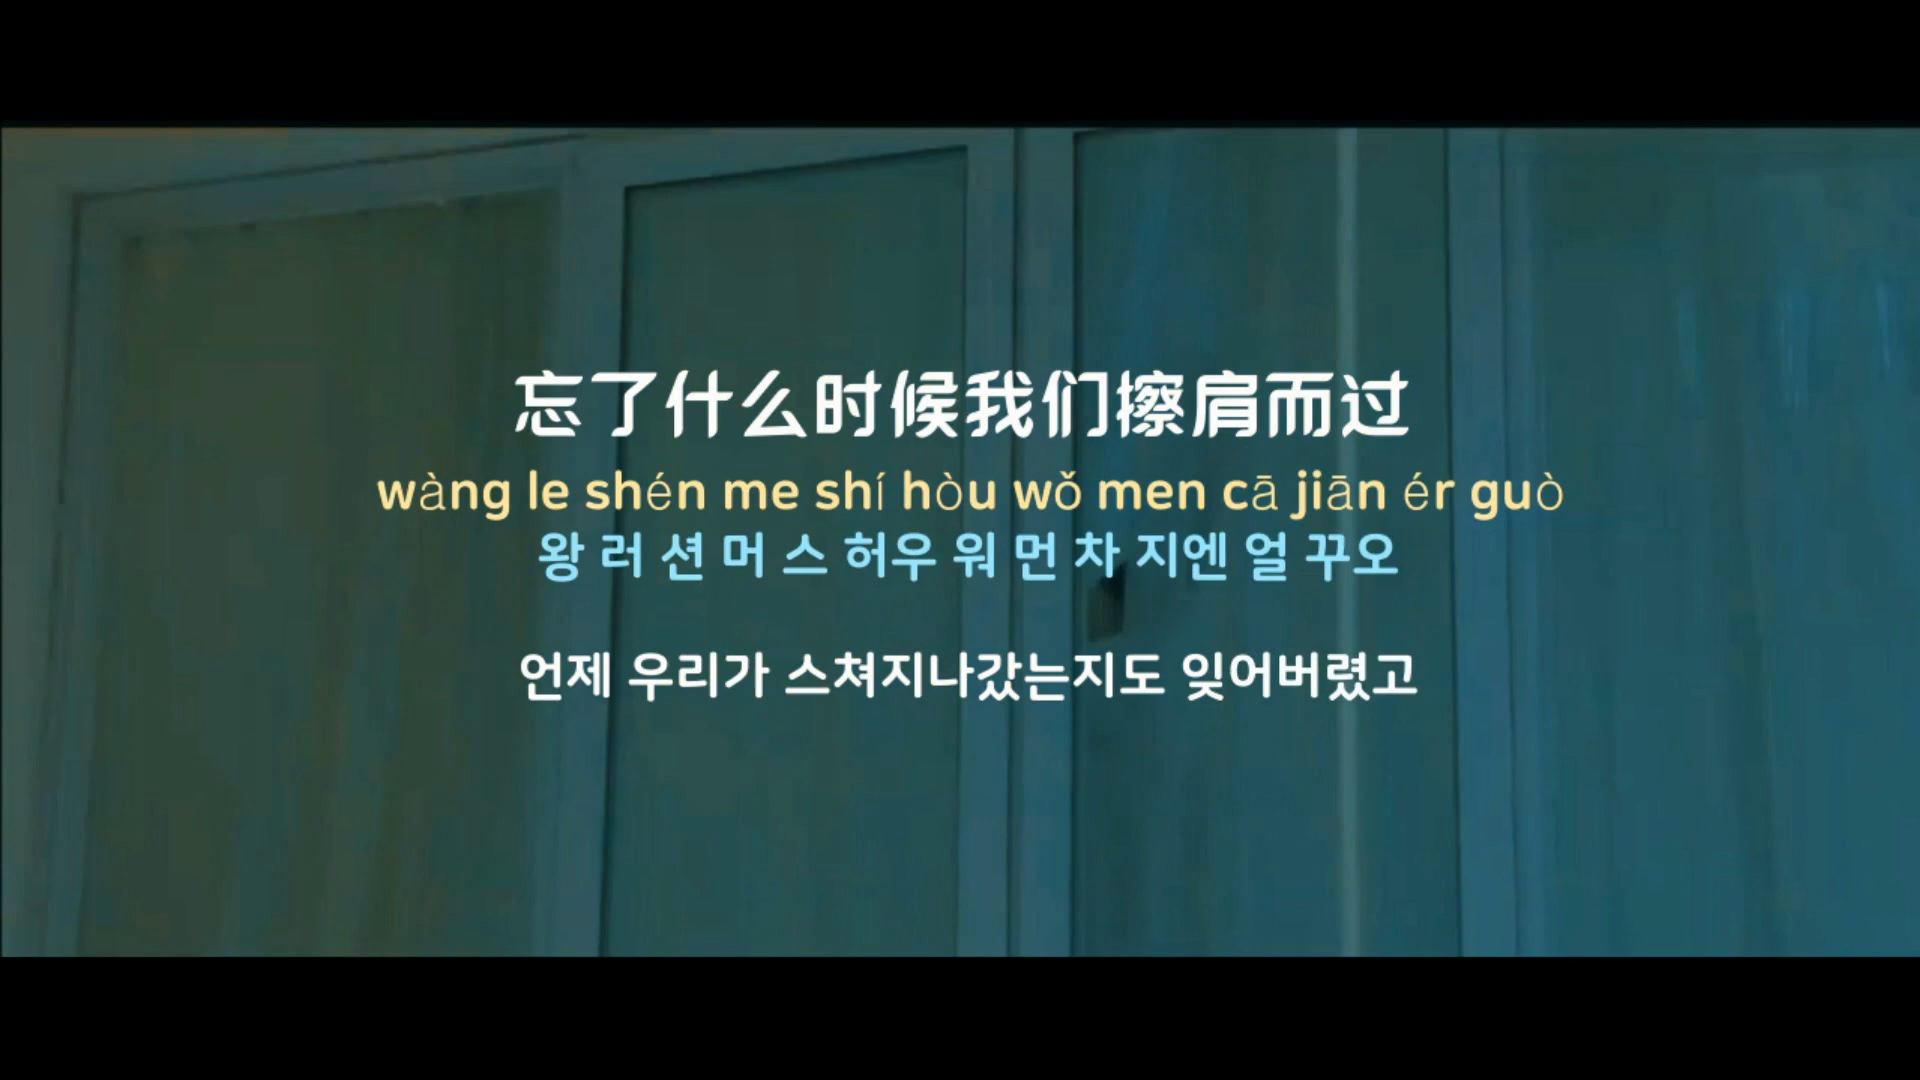 忘了什么时候我们擦肩而过
wàng le shén me shí hòu wǒ men cā jiān ér guò
왕 러 션 머 스 허우 워 먼 차 지엔 얼 꾸오
언제 우리가 스쳐지나갔는지도 잊어버렸고